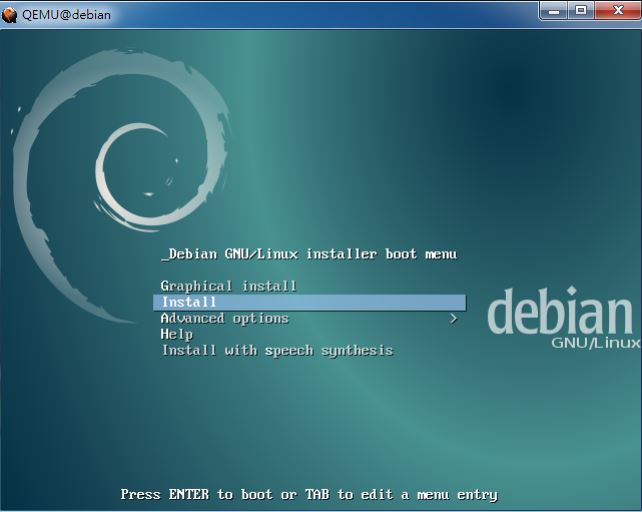 QEMU@debian
_Debian GNU/Linux installer boot menu
Graphical install
Install
Advanced options >
Help
Install with speech synthesis
debian
GNU/Linux
Press ENTER to boot or TAB to edit a menu entry